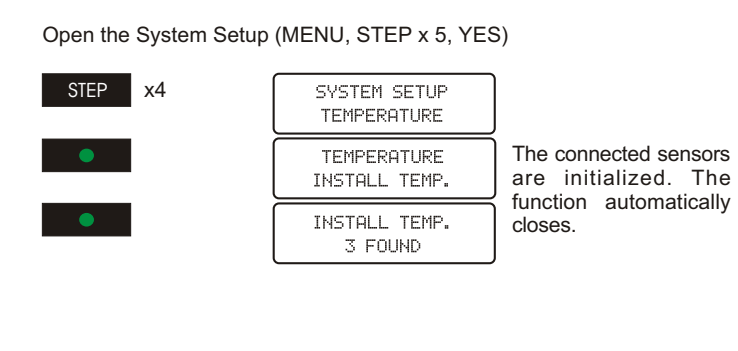 Open the System Setup (MENU, STEP x 5, YES)
STEP x4
SYSTEM SETUP
TEMPERATURE
TEMPERATURE
INSTALL TEMP.
The connected sensors
are initialized. The
function automatically
closes.
INSTALL TEMP.
3 FOUND